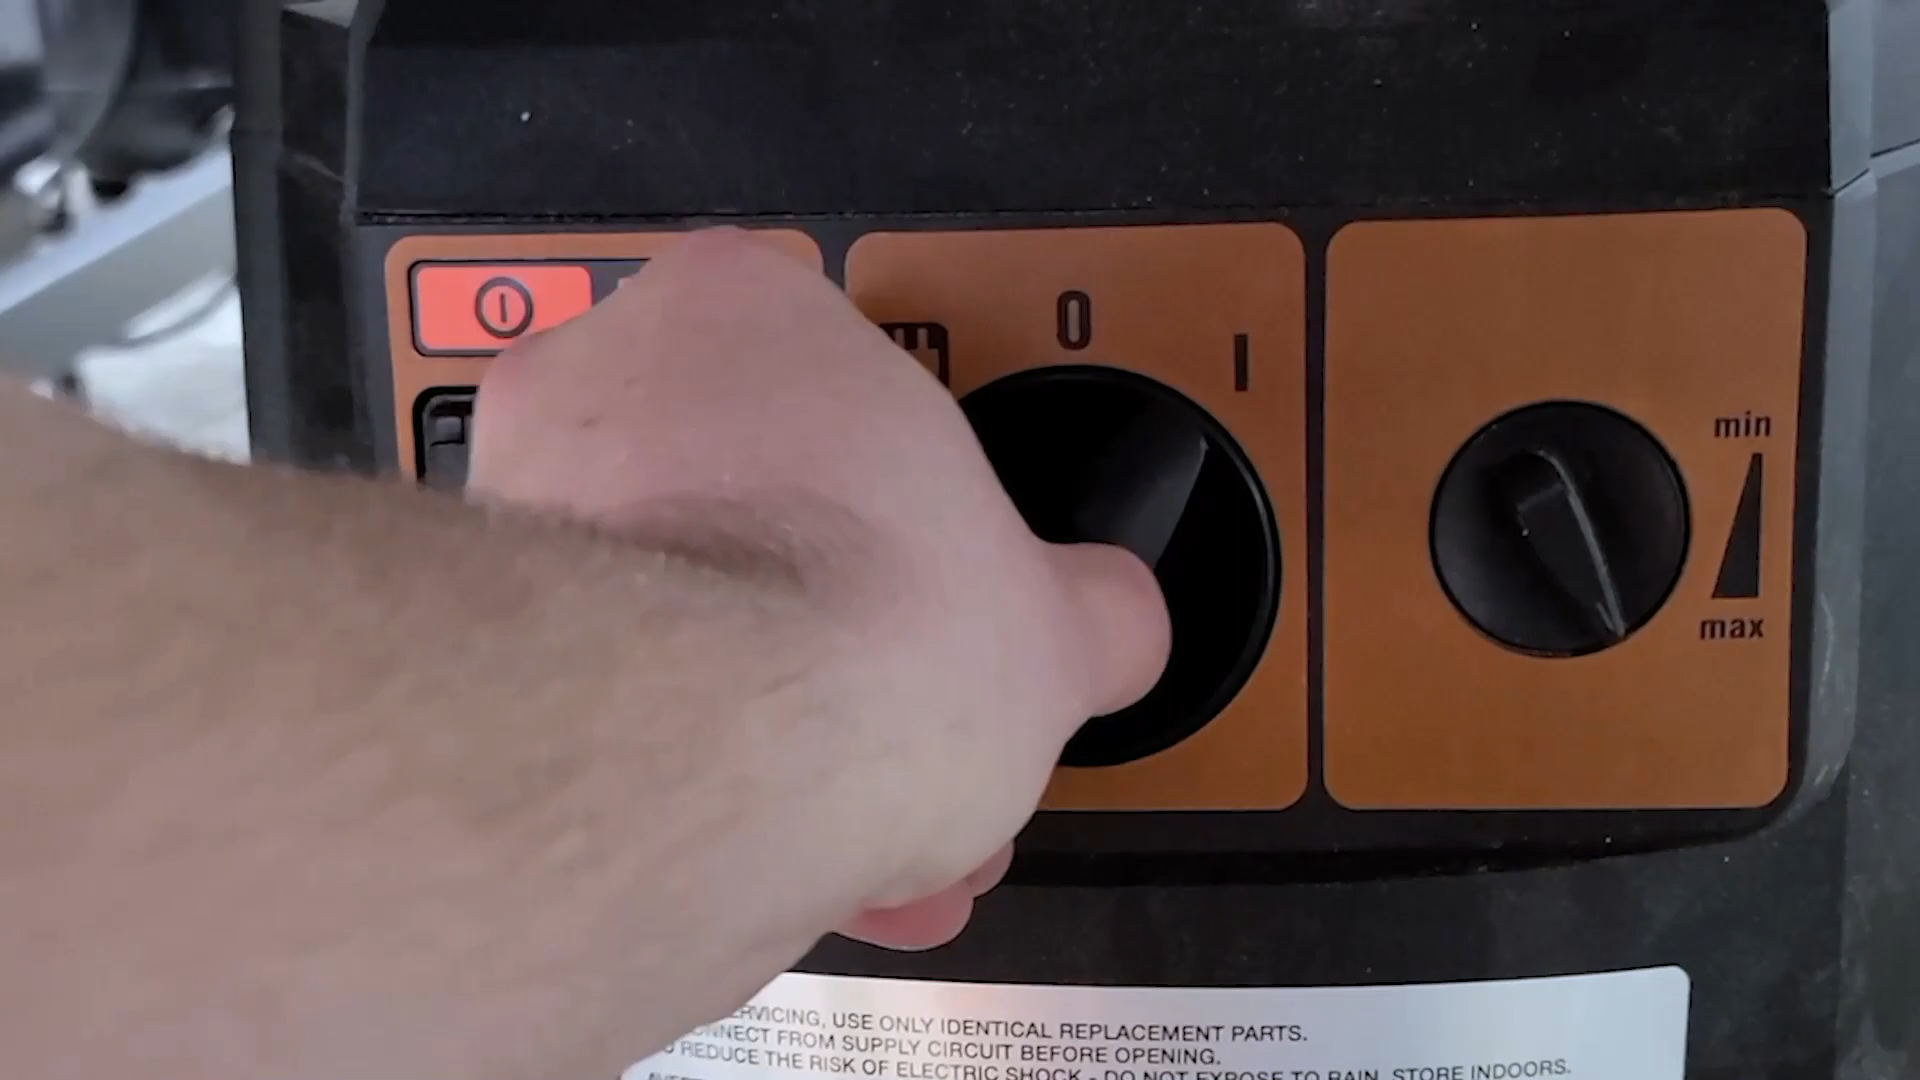 0
I
min
max
SERVICING, USE ONLY IDENTICAL REPLACEMENT PARTS.
FROM SUPPLY CIRCUIT BEFORE OPENING.
REDUCE THE RISK OF ELECTRIC SHOCK - DO NOT EXPOSE TO RAIN, STORE INDOORS.